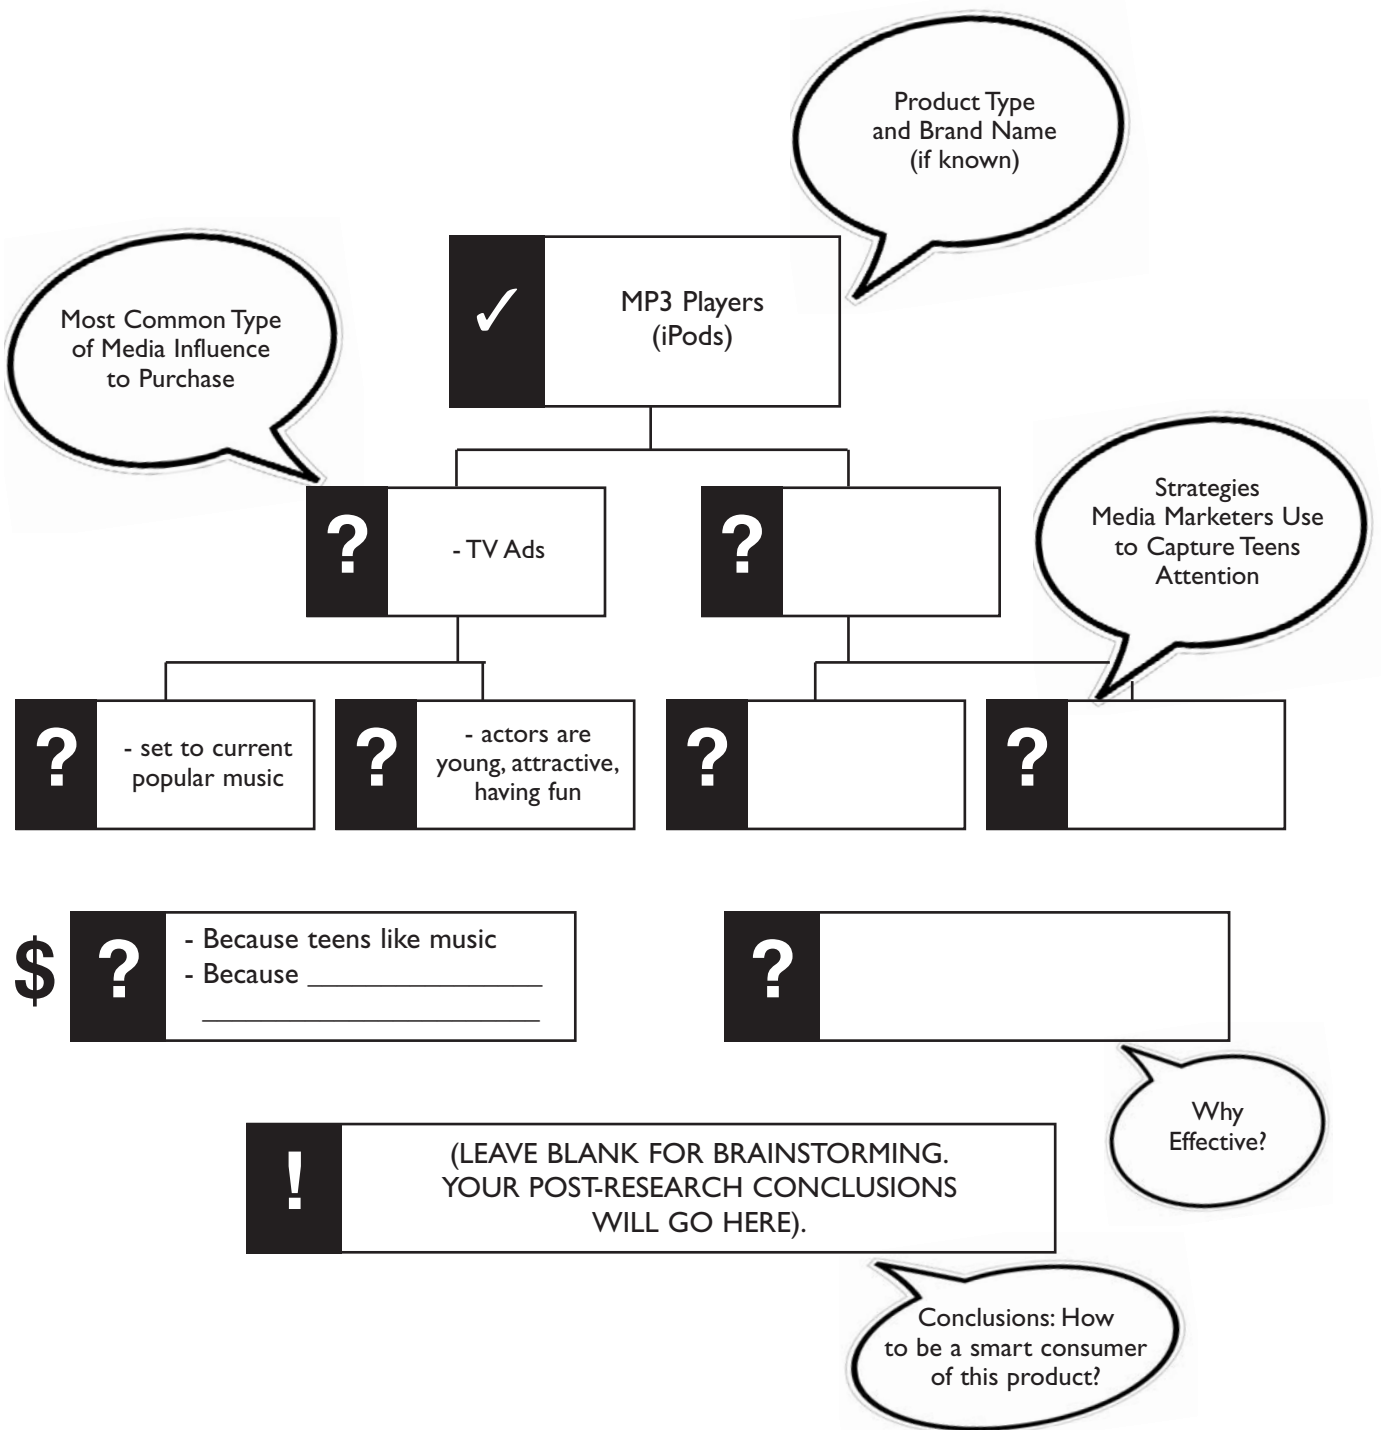 Product Type
and Brand Name
(if known)
✓
MP3 Players
(iPods)
Most Common Type
of Media Influence
to Purchase
Strategies
Media Marketers Use
to Capture Teens
Attention
?
- TV Ads
?
?
- set to current
popular music
?
- actors are
young, attractive,
having fun
?
?
$
?
- Because teens like music
- Because _________________
_________________________
?
Why
Effective?
!
(LEAVE BLANK FOR BRAINSTORMING.
YOUR POST-RESEARCH CONCLUSIONS
WILL GO HERE).
Conclusions: How
to be a smart consumer
of this product?